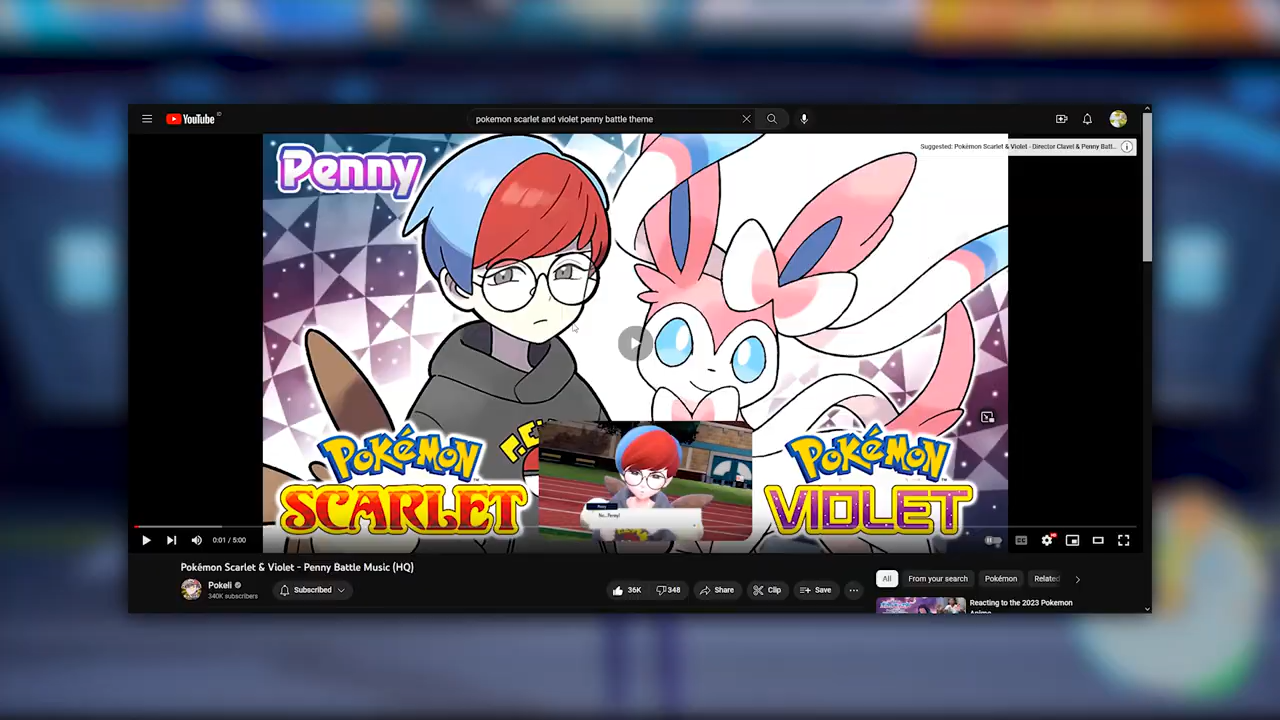 YouTube
pokemon scarlet and violet penny battle theme
Suggested: Pokémon Scarlet & Violet - Director Clavel & Penny Batt...
Penny
POKÉMON
SCARLET
POKÉMON
VIOLET
Penny
0:01 / 5:00
Pokémon Scarlet & Violet - Penny Battle Music (HQ)
Pokeli
340K subscribers
Subscribed
36K
348
Share
Clip
Save
All
From your search
Pokémon
Related
Reacting to the 2023 Pokemon